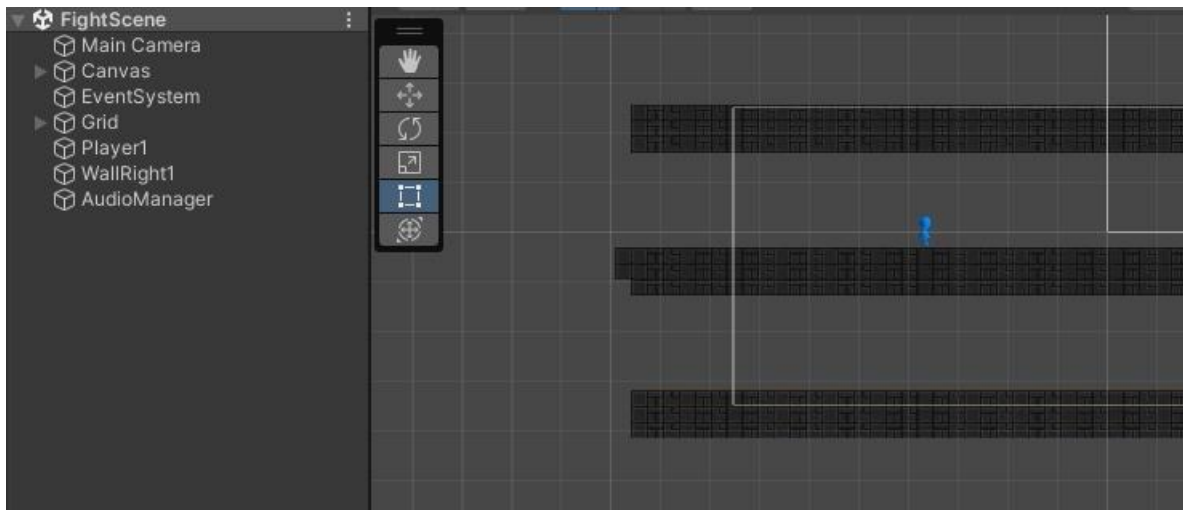 FightScene
Main Camera
Canvas
EventSystem
Grid
Player1
WallRight1
AudioManager